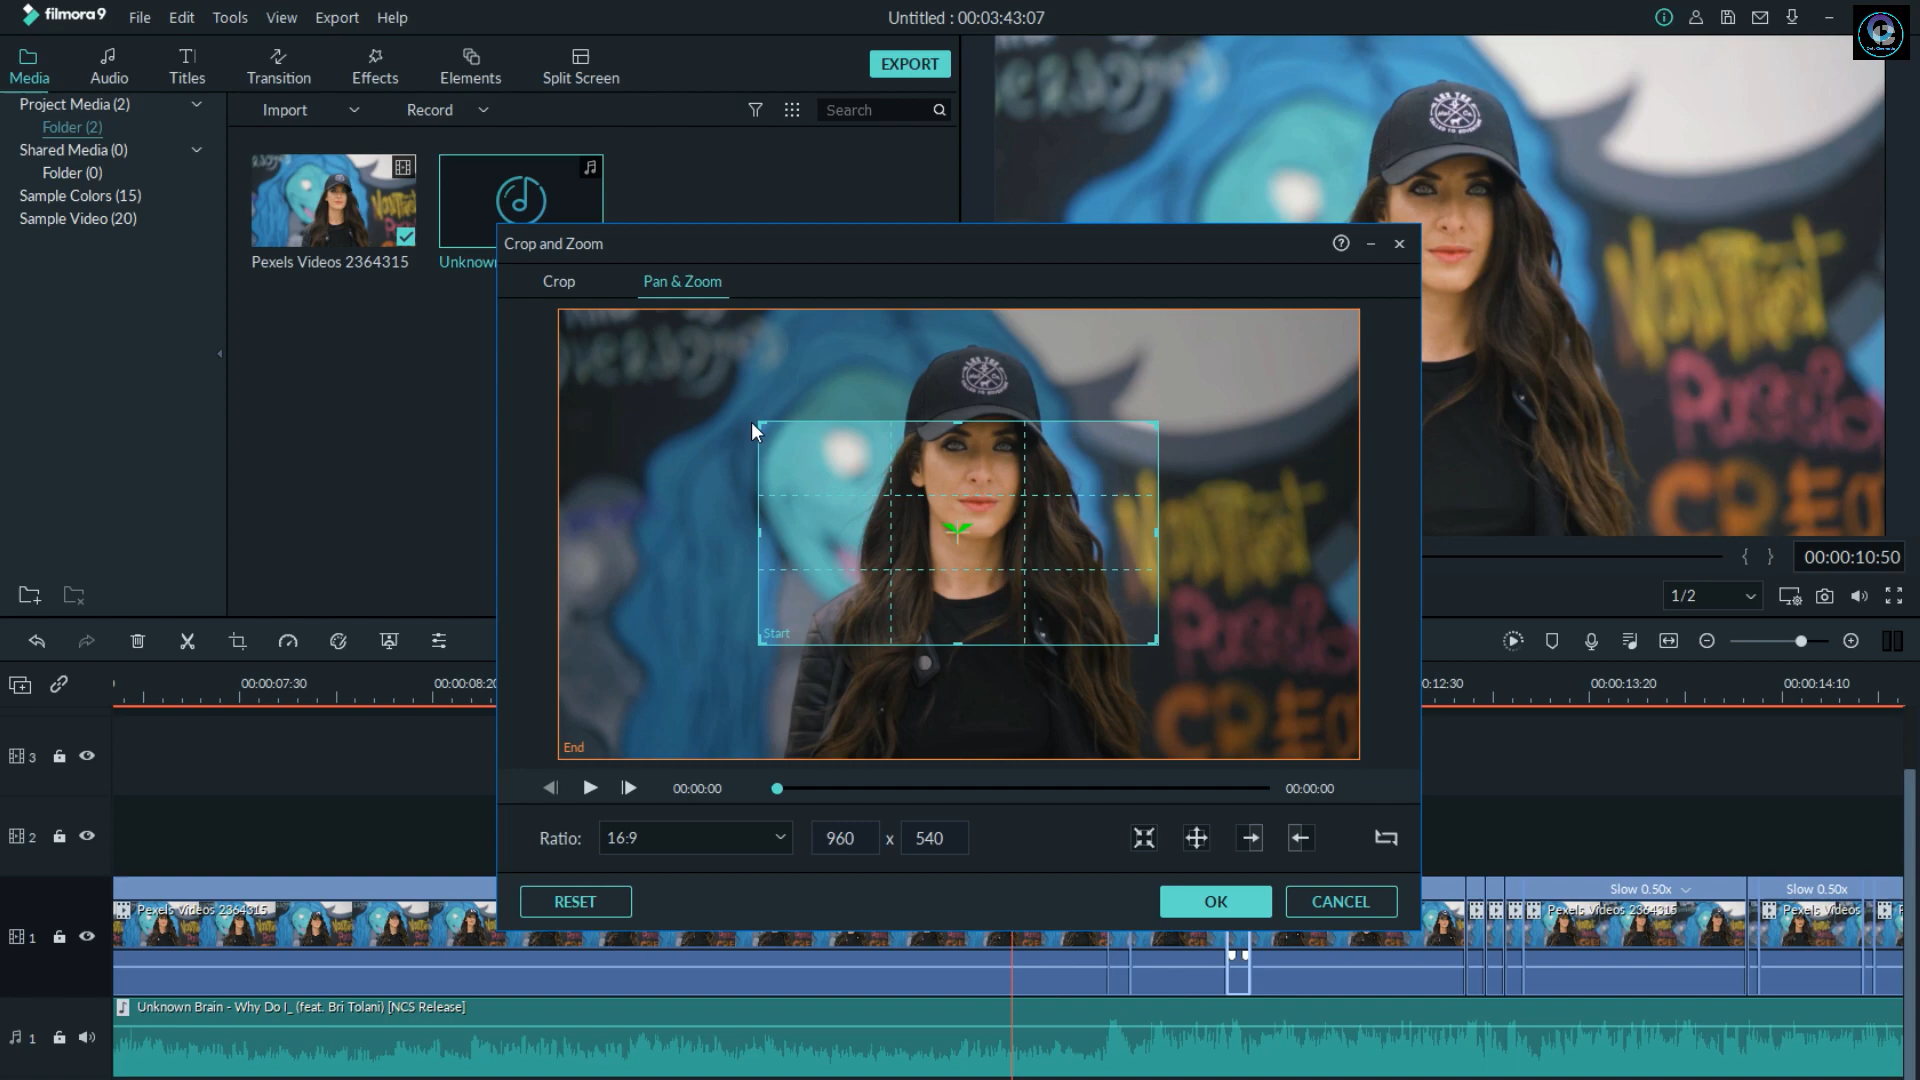 filmora9
File Edit Tools View Export Help
Untitled : 00:03:43:07
Media Audio Titles Transition Effects Elements Split Screen
EXPORT
Project Media (2)
Folder (2)
Shared Media (0)
Folder (0)
Sample Colors (15)
Sample Video (20)
Import Record
Search
Pexels Videos 2364315
Unknown
Crop and Zoom
Crop Pan & Zoom
Start
End
00:00:00 00:00:00
Ratio: 16:9 960 x 540
RESET OK CANCEL
00:00:10:50
1/2
00:00:07:30 00:00:08:20 0:12:30 00:00:13:20 00:00:14:10
3
2
1
Slow 0.50x Slow 0.50x
Pexels Videos 2364315 Pexels Videos 2364315 Pexels Videos
Unknown Brain - Why Do I_ (feat. Bri Tolani) [NCS Release]
1